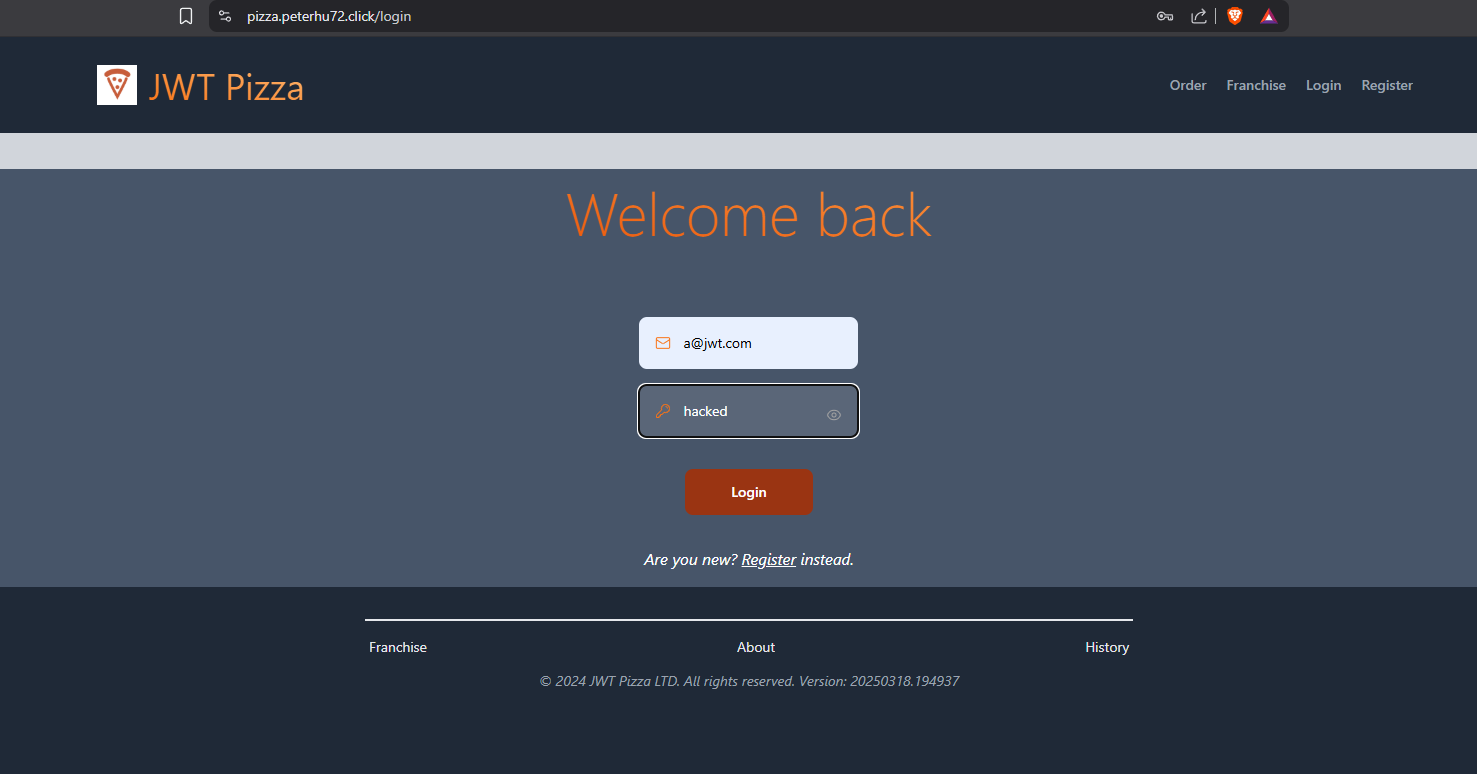 pizza.peterhu72.click/login
JWT Pizza
Order Franchise Login Register
Welcome back
a@jwt.com
hacked
Login
Are you new? Register instead.
Franchise About History
© 2024 JWT Pizza LTD. All rights reserved. Version: 20250318.194937